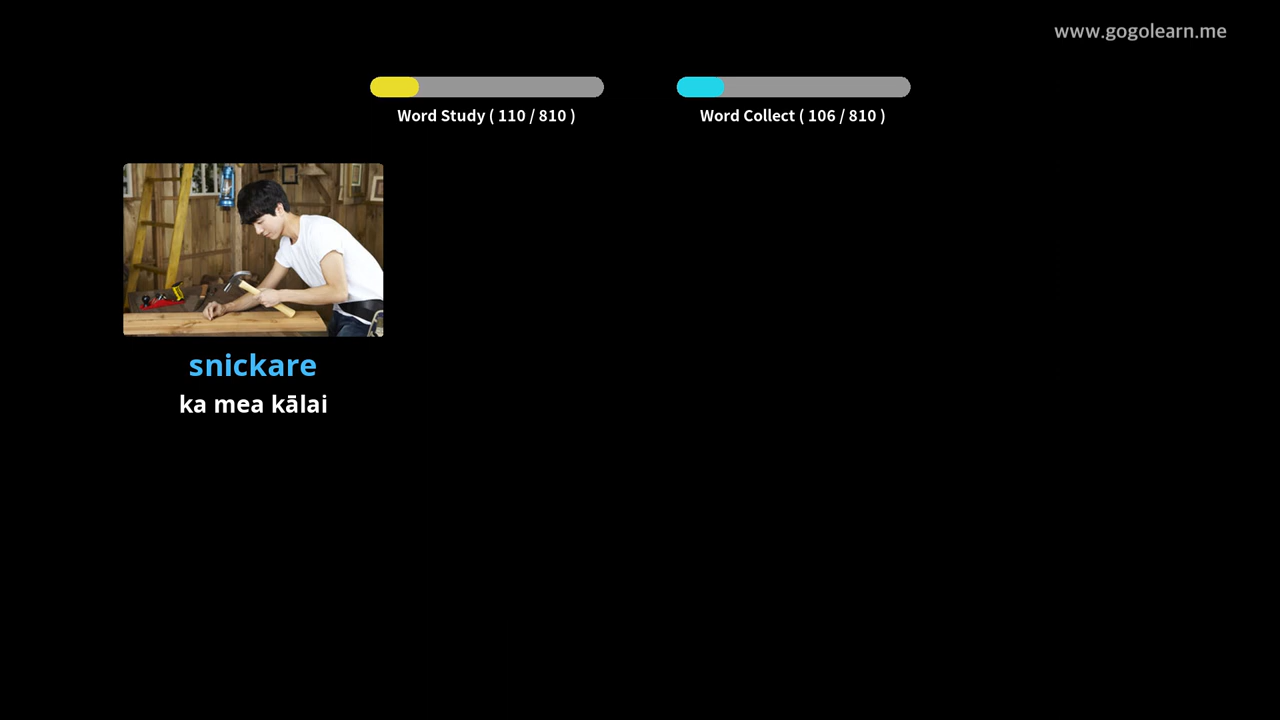 www.gogolearn.me
Word Study ( 110 / 810 )
Word Collect ( 106 / 810 )
snickare
ka mea kālai